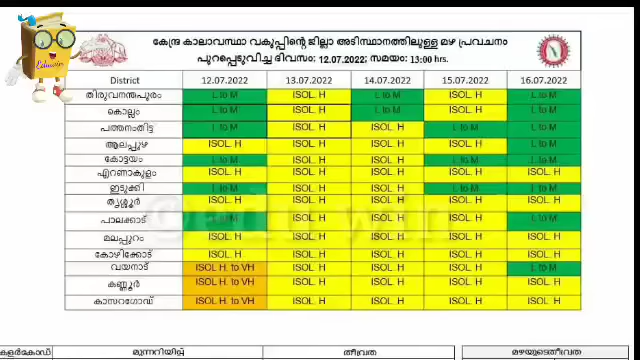 Eduwin
കേന്ദ്ര കാലാവസ്ഥാ വകുപ്പിന്റെ ജില്ലാ അടിസ്ഥാനത്തിലുള്ള മഴ പ്രവചനം
പുറപ്പെടുവിച്ച ദിവസം: 12.07.2022; സമയം: 13:00 hrs.
District 12.07.2022 13.07.2022 14.07.2022 15.07.2022 16.07.2022
തിരുവനന്തപുരം L to M ISOL. H L to M ISOL. H L to M
കൊല്ലം L to M ISOL. H L to M ISOL. H L to M
പത്തനംതിട്ട L to M ISOL. H ISOL. H L to M L to M
ആലപ്പുഴ ISOL. H ISOL. H ISOL. H ISOL. H L to M
കോട്ടയം L to M ISOL. H ISOL. H L to M L to M
എറണാകുളം ISOL. H ISOL. H ISOL. H ISOL. H ISOL. H
ഇടുക്കി L to M ISOL. H ISOL. H L to M L to M
തൃശ്ശൂർ ISOL. H ISOL. H ISOL. H ISOL. H ISOL. H
പാലക്കാട് M ISOL. H ISOL. H ISOL. H L to M
മലപ്പുറം ISOL. H ISOL. H ISOL. H ISOL. H ISOL. H
കോഴിക്കോട് ISOL. H ISOL. H ISOL. H ISOL. H ISOL. H
വയനാട് ISOL H. to VH ISOL. H ISOL. H ISOL. H L to M
കണ്ണൂർ ISOL H. to VH ISOL. H ISOL. H ISOL. H ISOL. H
കാസറഗോഡ് ISOL H. to VH ISOL. H ISOL. H ISOL. H ISOL. H
കളർകോഡ് മുന്നറിയിപ്പ് തീവ്രത മഴയുടെതീവ്രത